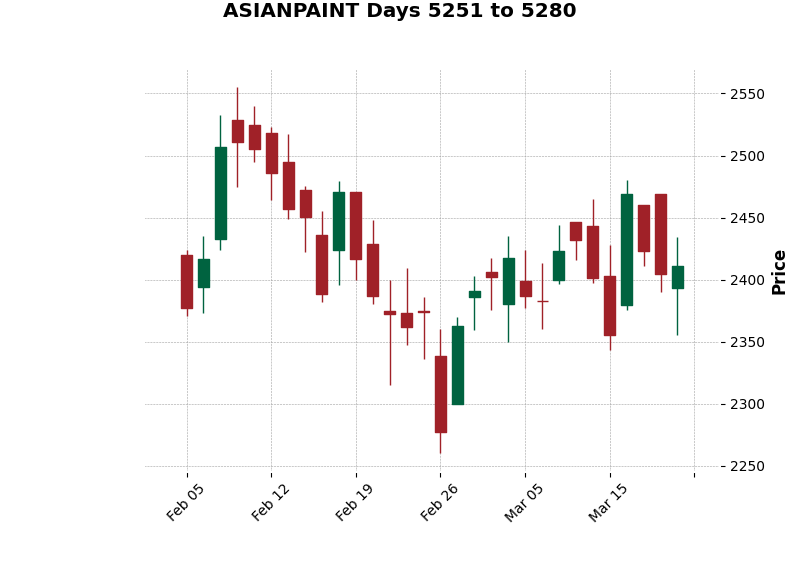 ASIANPAINT Days 5251 to 5280
2550
2500
2450
2400
2350
2300
2250
Price
Feb 05
Feb 12
Feb 19
Feb 26
Mar 05
Mar 15